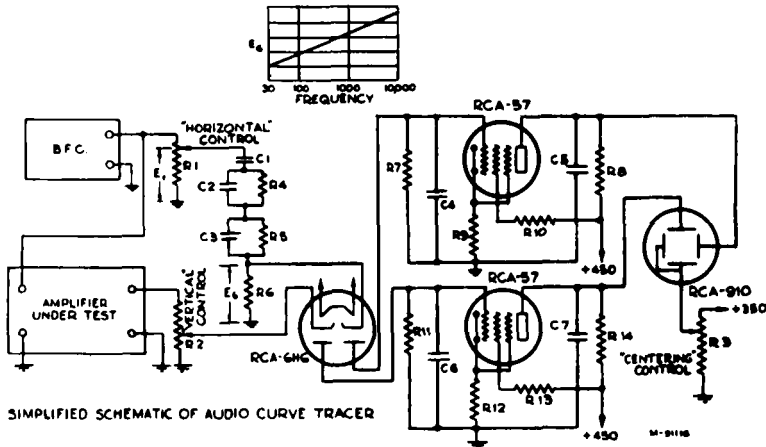 E6
30 100 1000 10,000
FREQUENCY
RCA-57
"HORIZONTAL" CONTROL
B.F.O.
R1
E1
C1
C2
R4
C3
R5
E6
R6
AMPLIFIER UNDER TEST
"VERTICAL" CONTROL
R2
RCA-6H6
R7
C4
C5
R8
R9
R10
+450
RCA-57
RCA-910
+350
R11
C6
C7
R14
"CENTERING" CONTROL
R3
R12
R13
+450
SIMPLIFIED SCHEMATIC OF AUDIO CURVE TRACER
M-91116